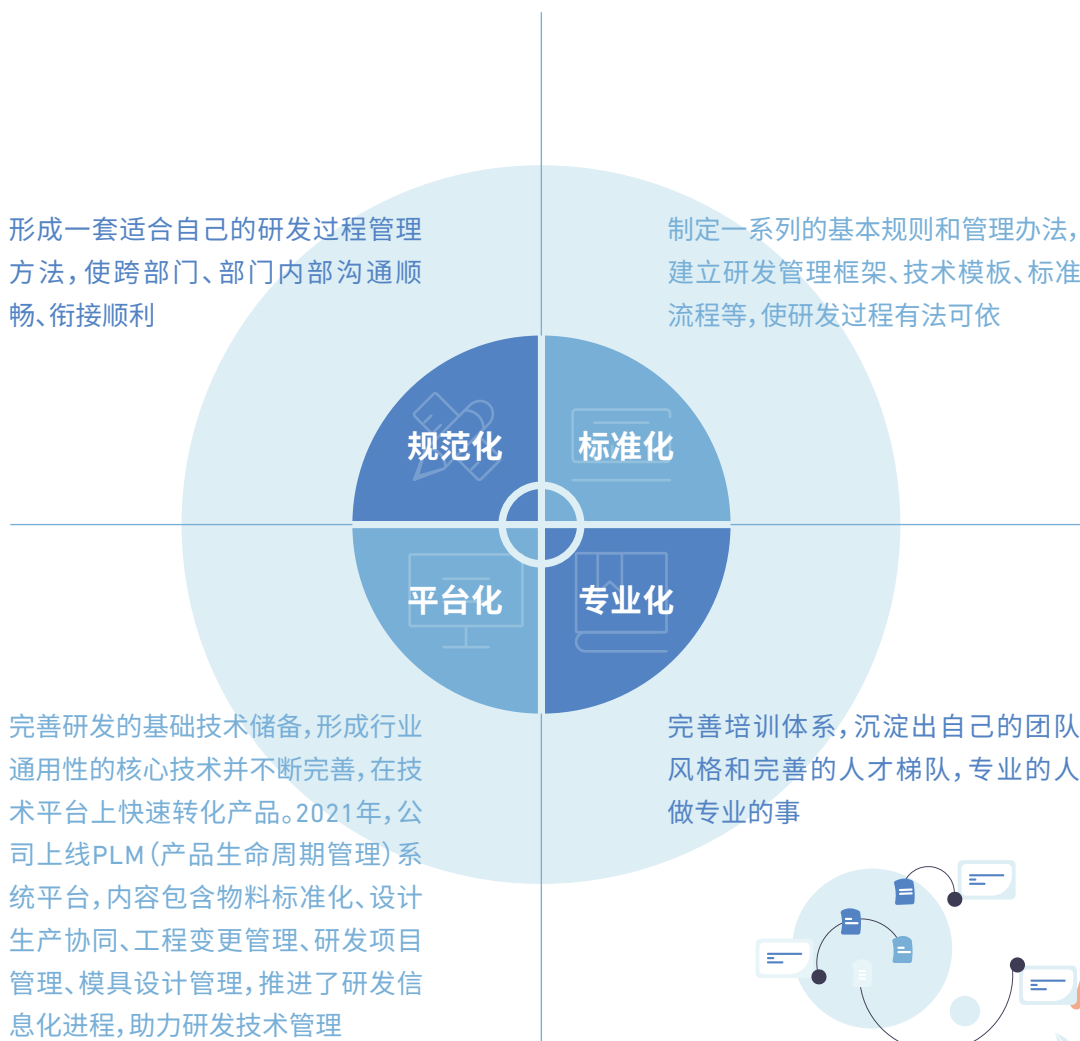 形成一套适合自己的研发过程管理
方法，使跨部门、部门内部沟通顺
畅、衔接顺利
制定一系列的基本规则和管理办法，
建立研发管理框架、技术模板、标准
流程等，使研发过程有法可依
规范化
标准化
平台化
专业化
完善研发的基础技术储备，形成行业
通用性的核心技术并不断完善，在技
术平台上快速转化产品。2021年，公
司上线PLM（产品生命周期管理）系
统平台，内容包含物料标准化、设计
生产协同、工程变更管理、研发项目
管理、模具设计管理，推进了研发信
息化进程，助力研发技术管理
完善培训体系，沉淀出自己的团队
风格和完善的人才梯队，专业的人
做专业的事